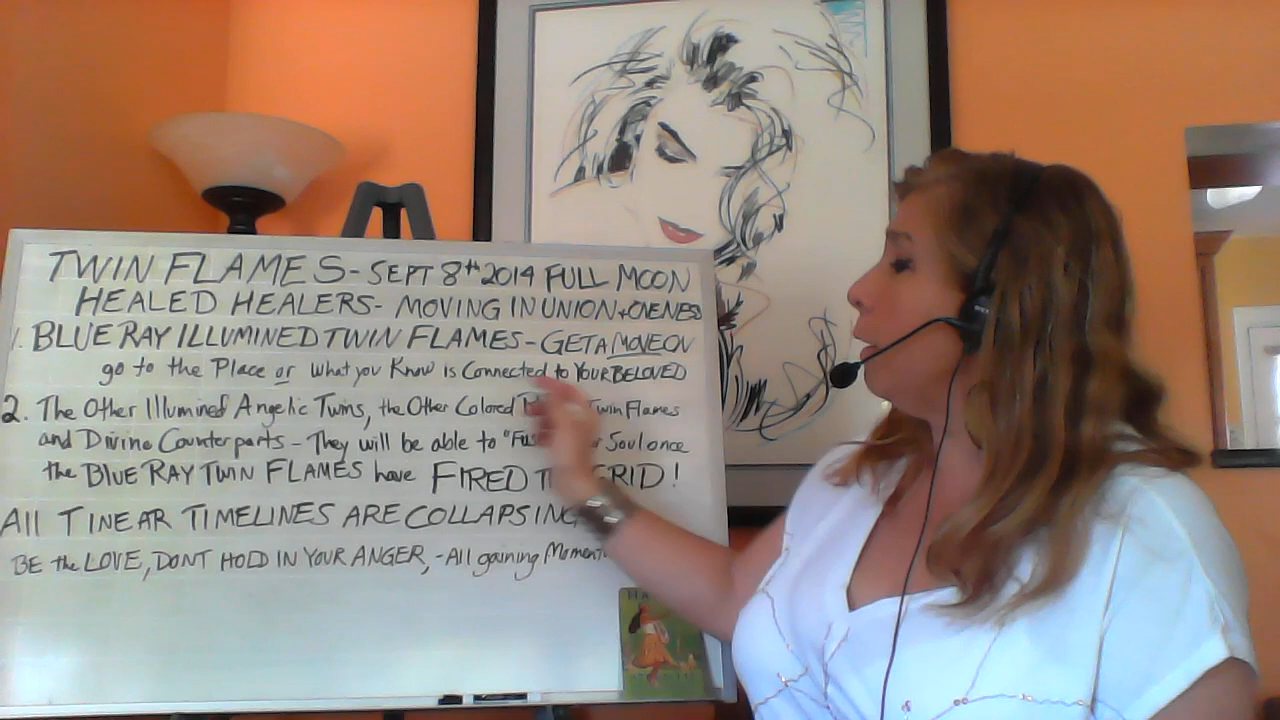 TWIN FLAMES - SEPT 8th 2014 FULL MOON
HEALED HEALERS - MOVING IN UNION + ONENESS
1. BLUE RAY ILLUMINED TWIN FLAMES - GET A MOVE ON
go to the Place or what you Know is Connected to YOUR BELOVED
2. The Other Illumined Angelic Twins, the Other Colored Twin Flames
and Divine Counterparts - They will be able to "Fus Soul once
the BLUE RAY TWIN FLAMES have FIRED GRID!
All TINEAR TIMELINES ARE COLLAPSING
BE the LOVE, DONT HOLD IN YOUR ANGER, - All gaining Moment